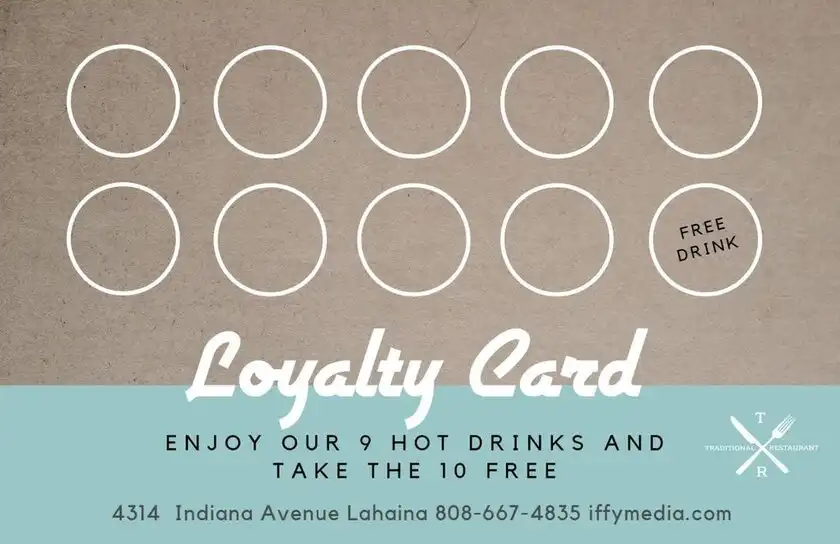 FREE
DRINK
Loyalty Card
ENJOY OUR 9 HOT DRINKS AND
TAKE THE 10 FREE
T
TRADITIONAL RESTAURANT
R
4314 Indiana Avenue Lahaina 808-667-4835 iffymedia.com